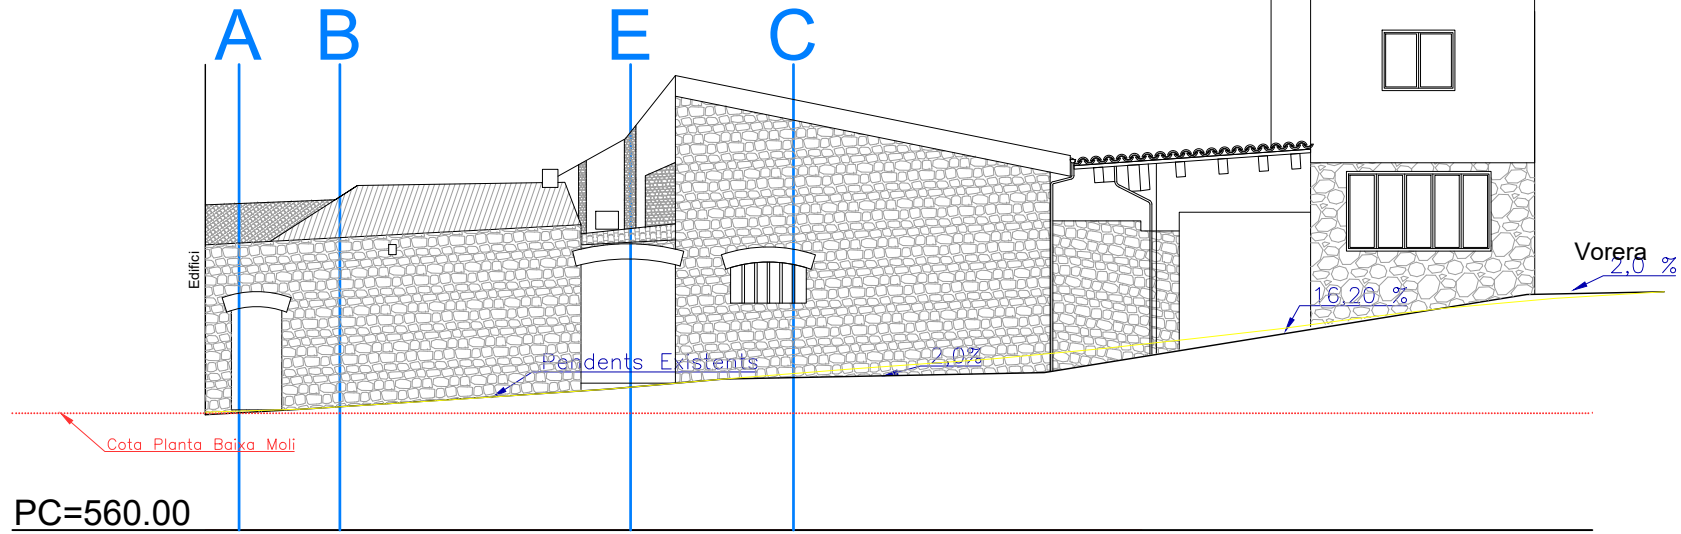 A B E C
Edifici
Vorera
2,0 %
16,20 %
Pendents Existents
2,0%
Cota Planta Baixa Moli
PC=560.00